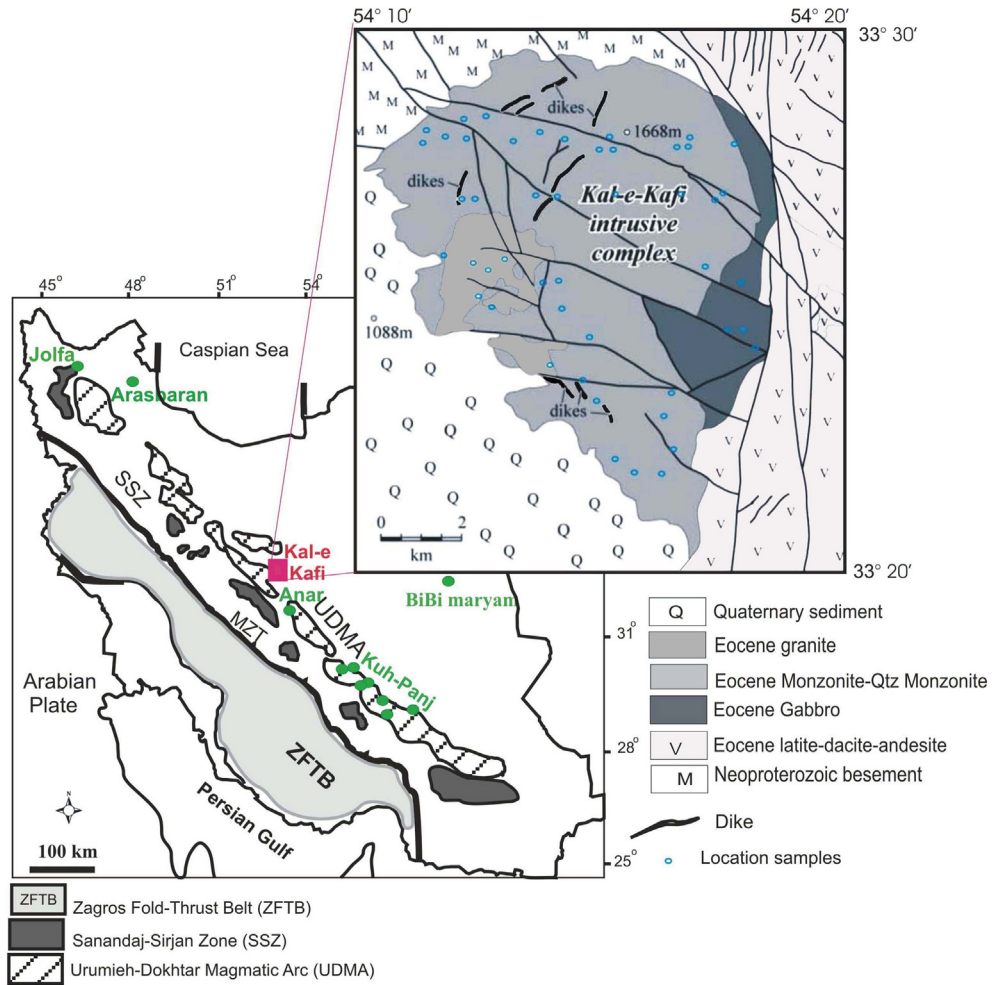 54° 10'
54° 20'
33° 30'
33° 20'
M M M M M M M M M M M
dikes
1668m
dikes
Kal-e-Kafi
intrusive
complex
1088m
dikes
Q Q Q Q Q Q Q Q Q Q Q Q Q Q Q Q Q Q Q Q
V V V V V V V V V V V V V V V V V V V V
0 2
km
45° 48° 51° 54°
Caspian Sea
Jolfa
Arasbaran
SSZ
Kal-e
Kafi
Anar
BiBi maryam
UDMA
MZT
31°
Kuh-Panj
Arabian
Plate
28°
ZFTB
Persian Gulf
N
100 km
25°
Q Quaternary sediment
Eocene granite
Eocene Monzonite-Qtz Monzonite
Eocene Gabbro
V Eocene latite-dacite-andesite
M Neoproterozoic besement
Dike
Location samples
ZFTB Zagros Fold-Thrust Belt (ZFTB)
Sanandaj-Sirjan Zone (SSZ)
Urumieh-Dokhtar Magmatic Arc (UDMA)